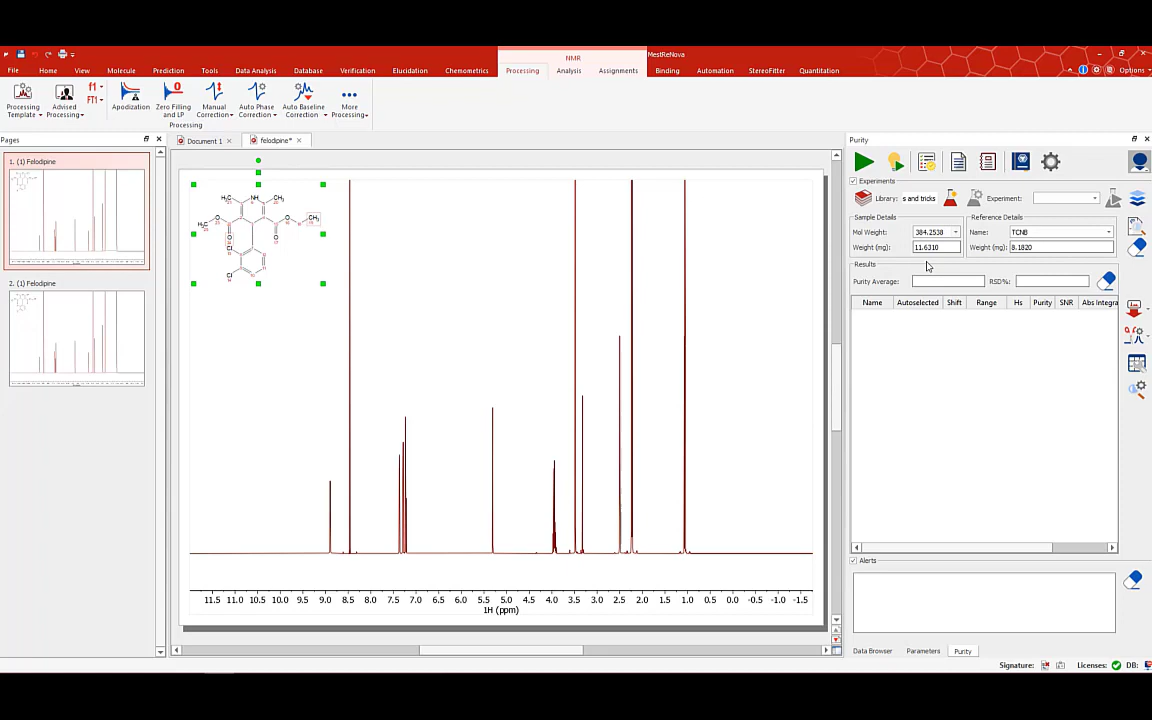 NMR
MestReNova
File Home View Molecule Prediction Tools Data Analysis Database Verification Elucidation Chemometrics Processing Analysis Assignments Binding Automation StereoFitter Quantation Options
Processing Template
Advised Processing
f1
FT1
Apodization
Zero Filling and LP
Manual Correction
Auto Phase Correction
Auto Baseline Correction
More Processing
Processing
Pages
Document 1
felodipine*
1. (1) Felodipine
2. (1) Felodipine
11.5 11.0 10.5 10.0 9.5 9.0 8.5 8.0 7.5 7.0 6.5 6.0 5.5 5.0 4.5 4.0 3.5 3.0 2.5 2.0 1.5 1.0 0.5 0.0 -0.5 -1.0 -1.5
1H (ppm)
Purity
Experiments
Library: s and tricks Experiment:
Sample Details Reference Details
Mol Weight: 384.2538 Name: TCNB
Weight (mg): 11.6310 Weight (mg): 8.1820
Results
Purity Average: RSD%:
Name Autoselected Shift Range Hs Purity SNR Abs Integra
Alerts
Data Browser Parameters Purity
Signature: Licenses: DB: